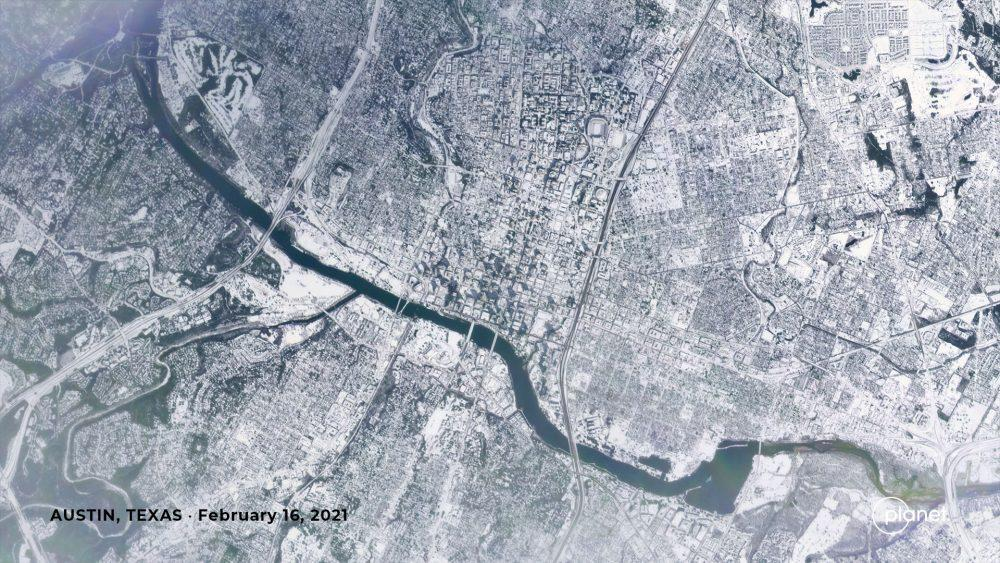 AUSTIN, TEXAS · February 16, 2021
planet